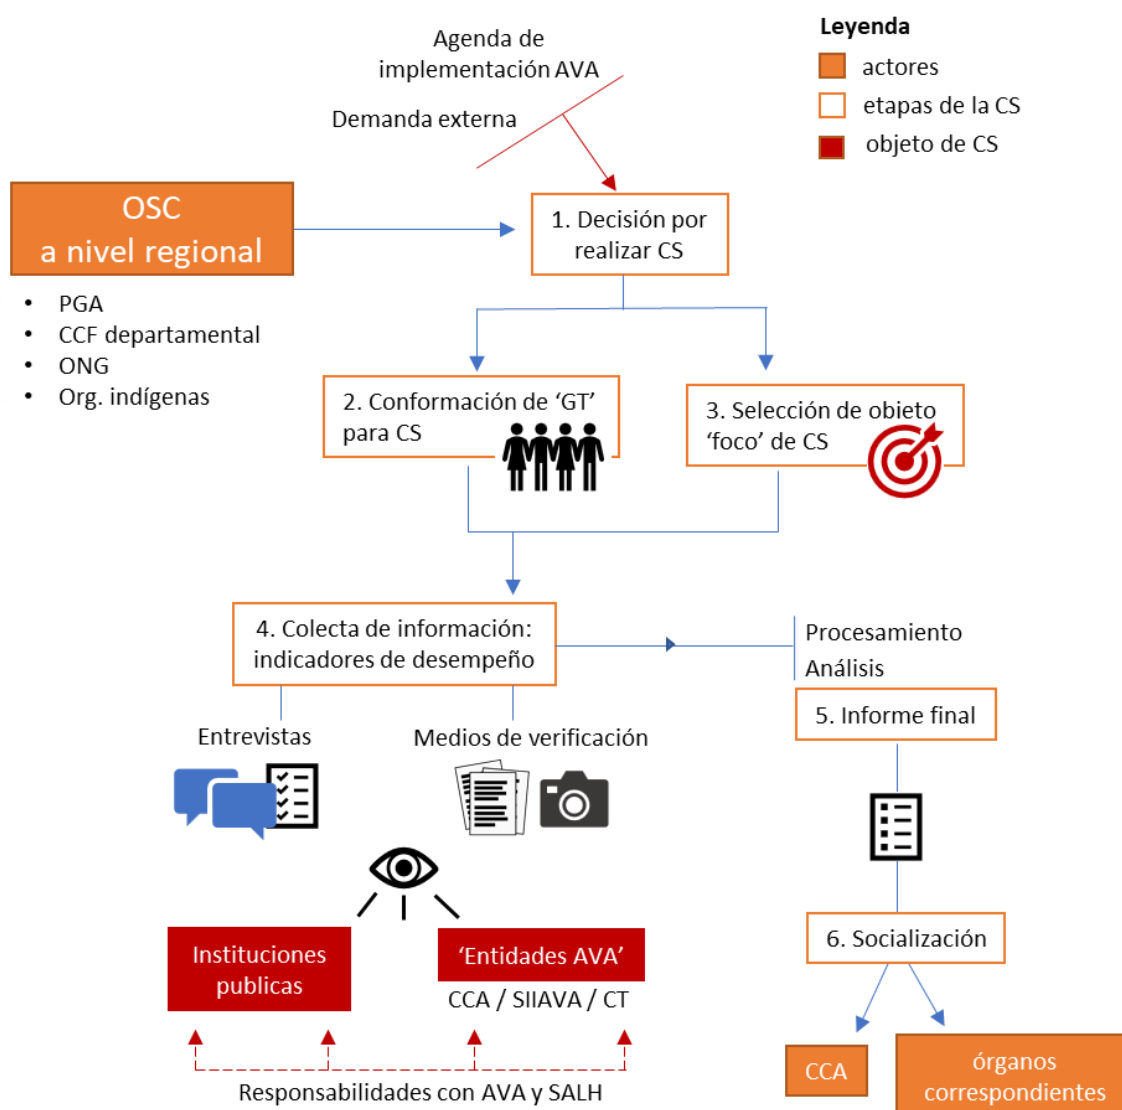 Agenda de
implementación AVA
Demanda externa
Leyenda
actores
etapas de la CS
objeto de CS
OSC
a nivel regional
• PGA
• CCF departamental
• ONG
• Org. indígenas
1. Decisión por
realizar CS
2. Conformación de ‘GT’
para CS
3. Selección de objeto
‘foco’ de CS
4. Colecta de información:
indicadores de desempeño
Procesamiento
Análisis
5. Informe final
Entrevistas
Medios de verificación
Instituciones
publicas
‘Entidades AVA’
CCA / SIIAVA / CT
Responsabilidades con AVA y SALH
6. Socialización
CCA
órganos
correspondientes